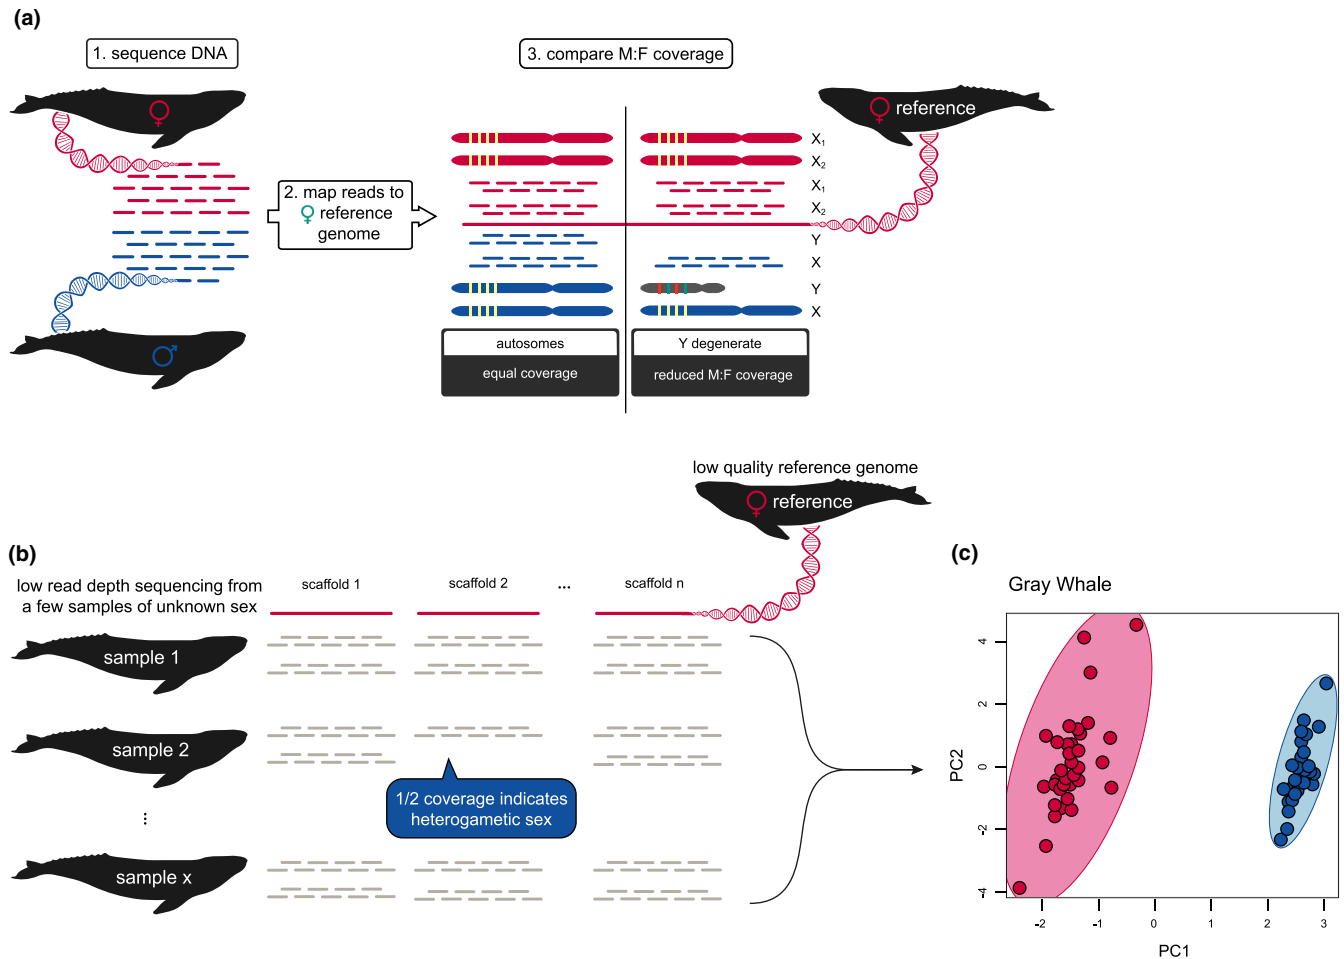 (a)
1. sequence DNA
3. compare M:F coverage
♀
♀ reference
X1
X2
2. map reads to
♀ reference
genome
X1
X2
Y
X
Y
X
♂
autosomes
equal coverage
Y degenerate
reduced M:F coverage
low quality reference genome
♀ reference
(b)
low read depth sequencing from
a few samples of unknown sex
scaffold 1
scaffold 2
...
scaffold n
sample 1
sample 2
1/2 coverage indicates
heterogametic sex
...
sample x
(c)
Gray Whale
PC2
4
2
0
-2
-4
-2
-1
0
1
2
3
PC1